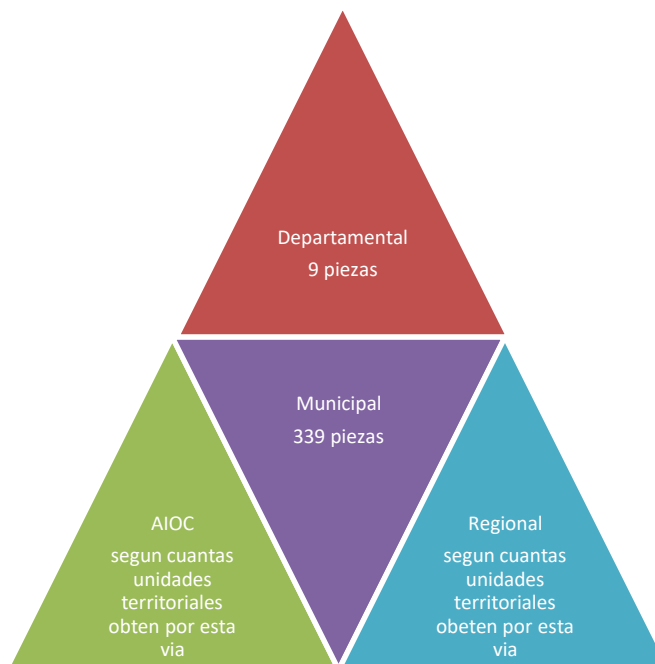 Departamental
9 piezas
Municipal
339 piezas
AIOC
segun cuantas
unidades
territoriales
obten por esta
via
Regional
segun cuantas
unidades
territoriales
obeten por esta
via